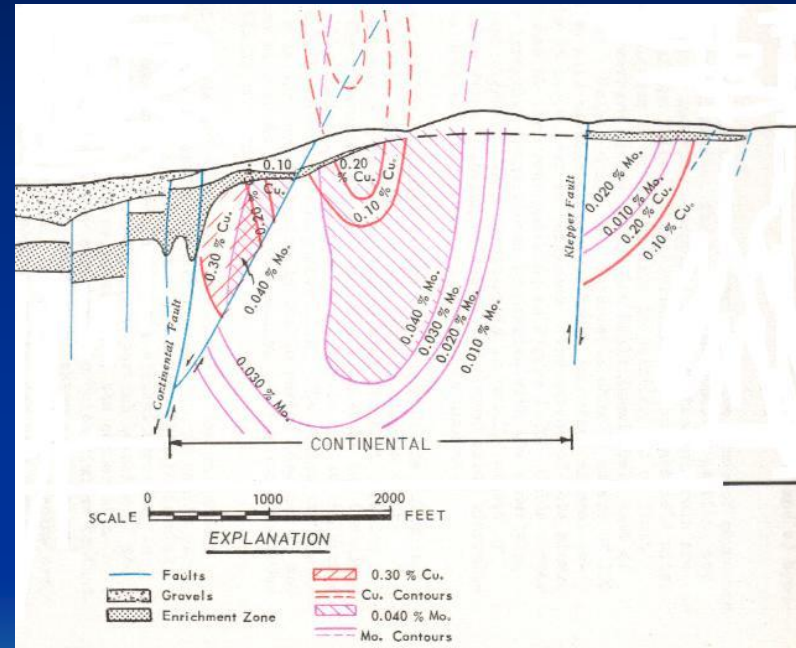 0.10
% Cu.
0.20
% Cu.
0.10 % Cu.
0.20 %
0.30 % Cu.
0.040 % Mo.
0.040 % Mo.
0.030 % Mo.
0.020 % Mo.
0.010 % Mo.
0.030 % Mo.
Continental Fault
Klepper Fault
0.020 % Mo.
0.010 % Mo.
0.20 % Cu.
0.10 % Cu.
CONTINENTAL
0 1000 2000
SCALE FEET
EXPLANATION
Faults
Gravels
Enrichment Zone
0.30 % Cu.
Cu. Contours
0.040 % Mo.
Mo. Contours